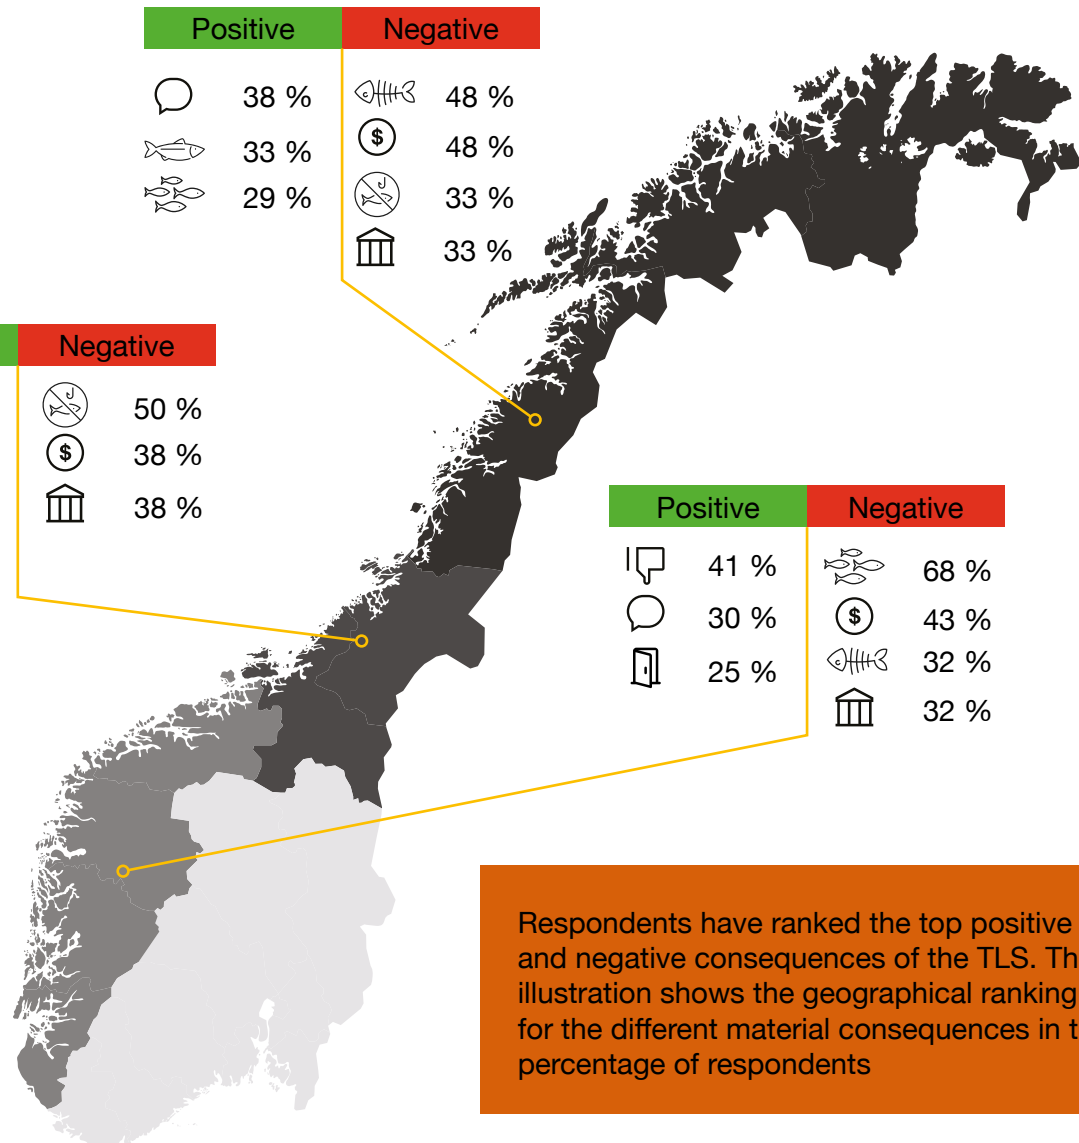 Positive Negative
38 % 48 %
33 % $ 48 %
29 % 33 %
33 %
Negative
50 %
$ 38 %
38 %
Positive Negative
41 % 68 %
30 % $ 43 %
25 % 32 %
32 %
Respondents have ranked the top positive
and negative consequences of the TLS. Th
illustration shows the geographical ranking
for the different material consequences in t
percentage of respondents